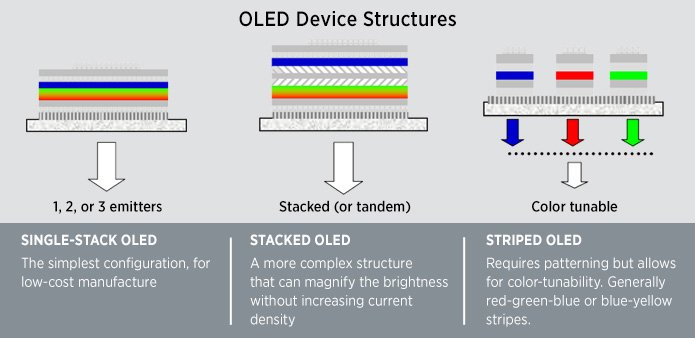 OLED Device Structures
1, 2, or 3 emitters
Stacked (or tandem)
Color tunable
SINGLE-STACK OLED
The simplest configuration, for
low-cost manufacture
STACKED OLED
A more complex structure
that can magnify the brightness
without increasing current
density
STRIPED OLED
Requires patterning but allows
for color-tunability. Generally
red-green-blue or blue-yellow
stripes.